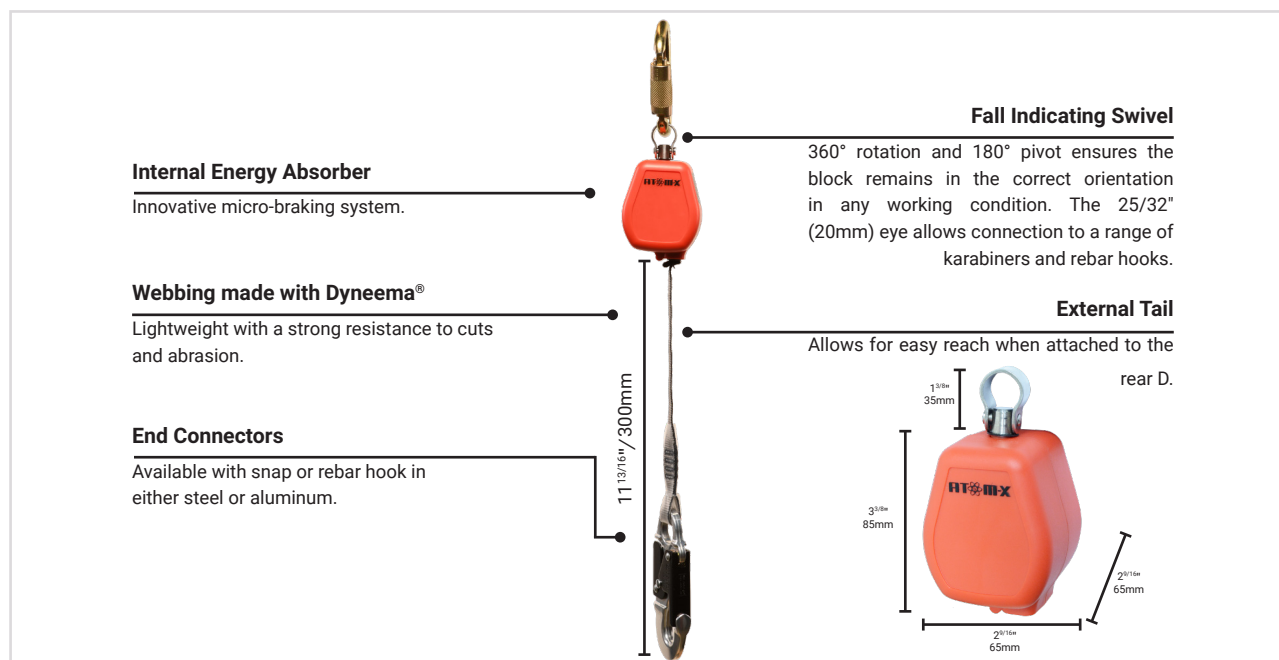 Internal Energy Absorber
Innovative micro-braking system.
Webbing made with Dyneema®
Lightweight with a strong resistance to cuts
and abrasion.
End Connectors
Available with snap or rebar hook in
either steel or aluminum.
ATOM-X
11 13/16"/300mm
Fall Indicating Swivel
360° rotation and 180° pivot ensures the
block remains in the correct orientation
in any working condition. The 25/32"
(20mm) eye allows connection to a range of
karabiners and rebar hooks.
External Tail
Allows for easy reach when attached to the
rear D.
1 3/8"
35mm
ATOM-X
3 3/8"
85mm
2 9/16"
65mm
2 9/16"
65mm